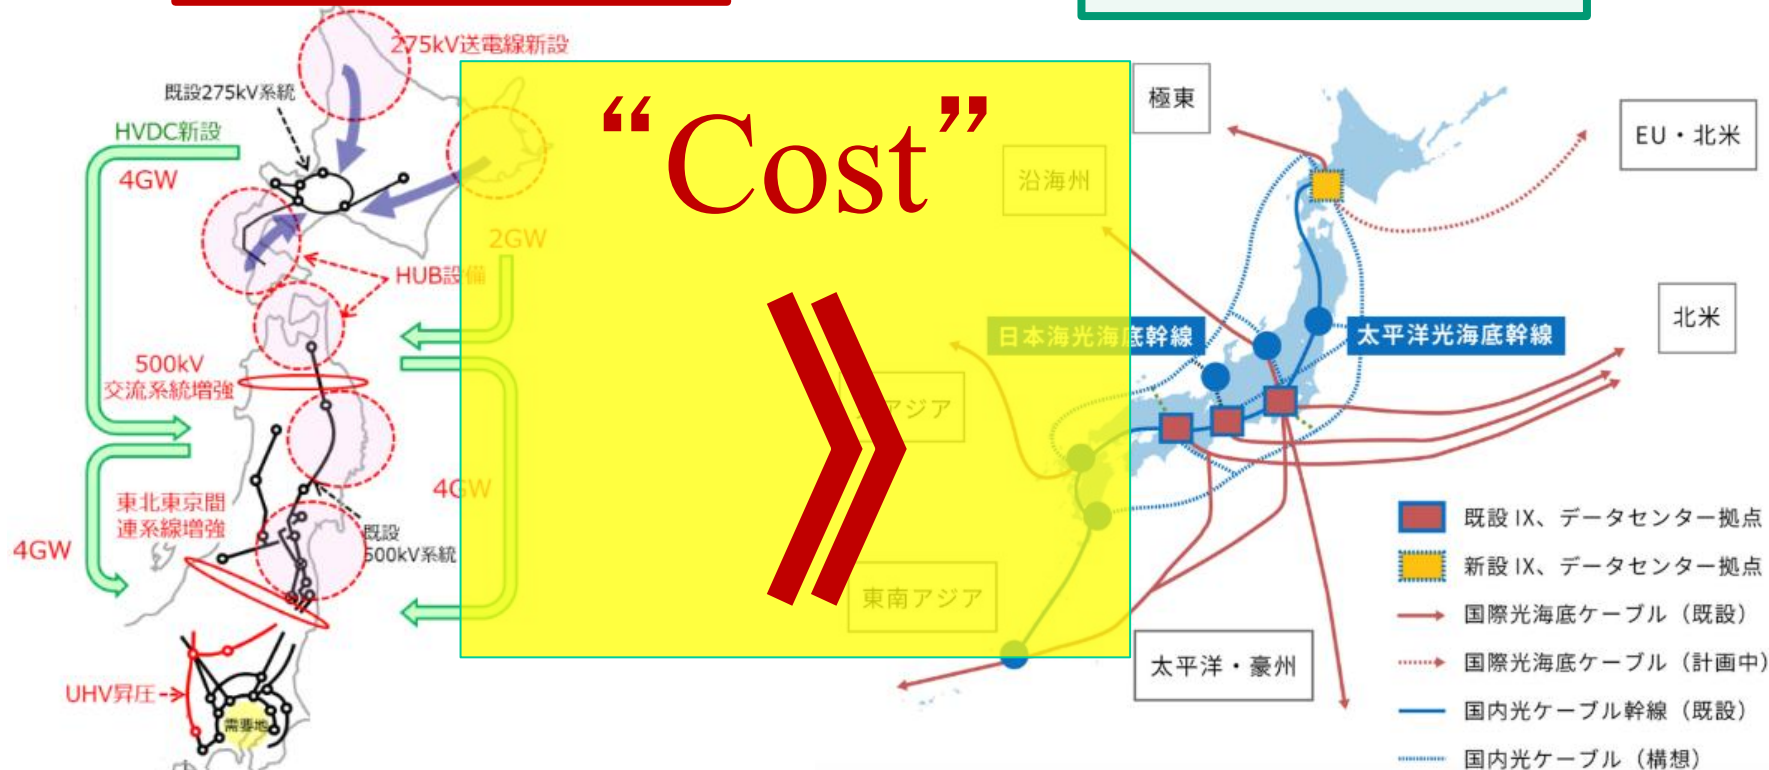 275kV送電線新設
既設275kV系統
HVDC新設
4GW
2GW
HUB設備
500kV
交流系統増強
東北東京間
連系線増強
4GW
4GW
既設
500kV系統
UHV昇圧
需要地
“Cost”
極東
EU・北米
沿海州
北米
日本海光海底幹線
太平洋光海底幹線
アジア
東南アジア
太平洋・豪州
既設 IX、データセンター拠点
新設 IX、データセンター拠点
国際光海底ケーブル（既設）
国際光海底ケーブル（計画中）
国内光ケーブル幹線（既設）
国内光ケーブル（構想）